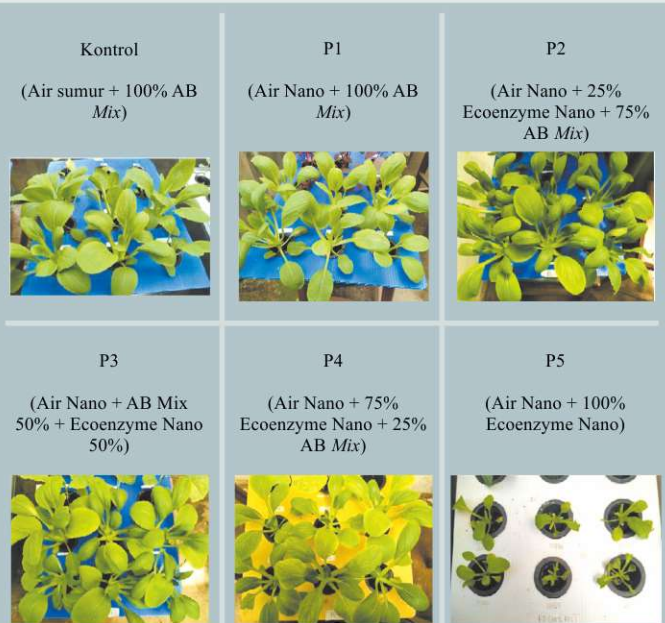 Kontrol
(Air sumur + 100% AB
Mix)
P1
(Air Nano + 100% AB
Mix)
P2
(Air Nano + 25%
Ecoenzyme Nano + 75%
AB Mix)
P3
(Air Nano + AB Mix
50% + Ecoenzyme Nano
50%)
P4
(Air Nano + 75%
Ecoenzyme Nano + 25%
AB Mix)
P5
(Air Nano + 100%
Ecoenzyme Nano)